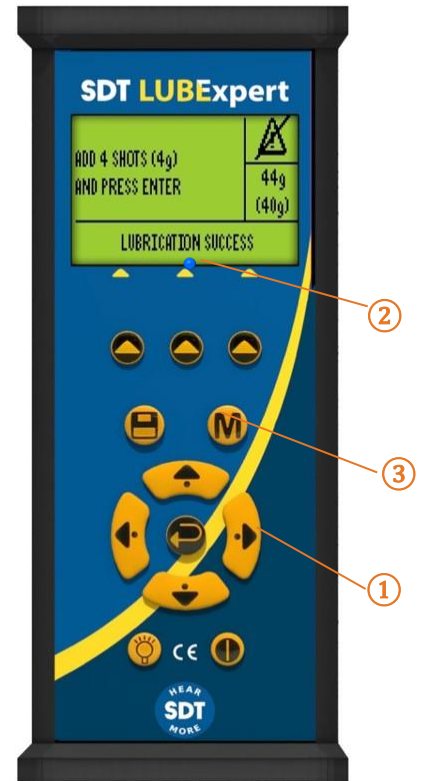 SDT LUBExpert
ADD 4 SHOTS (4g)
AND PRESS ENTER
44g
(40g)
LUBRICATION SUCCESS
②
M
③
①
CE
HEAR
SDT
MORE